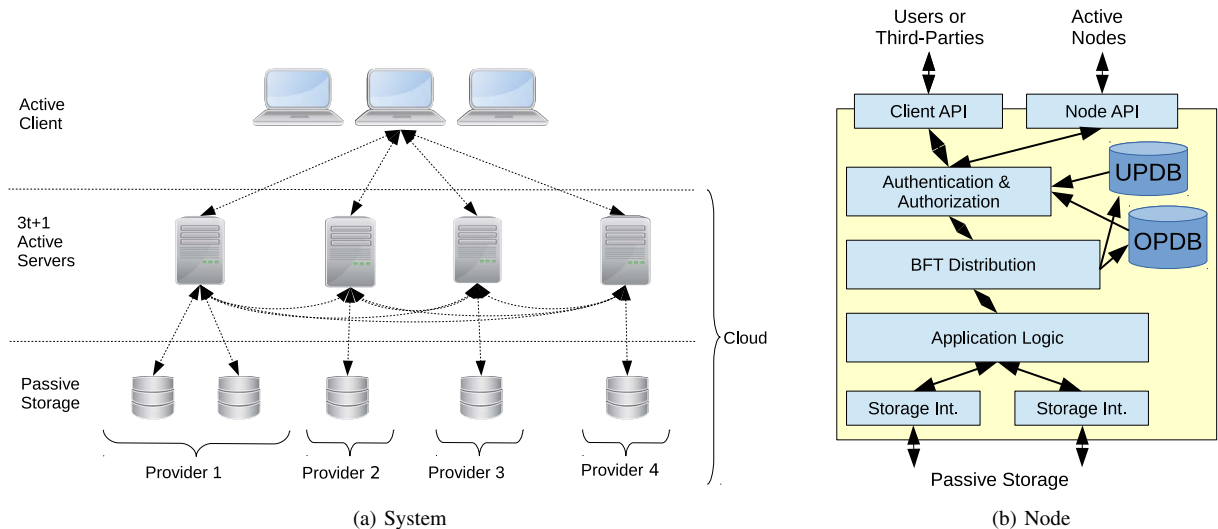 Active
Client
3t+1
Active
Servers
Passive
Storage
Cloud
Provider 1
Provider 2
Provider 3
Provider 4
(a) System
Users or
Third-Parties
Active
Nodes
Client API
Node API
Authentication &
Authorization
UPDB
OPDB
BFT Distribution
Application Logic
Storage Int.
Storage Int.
Passive Storage
(b) Node